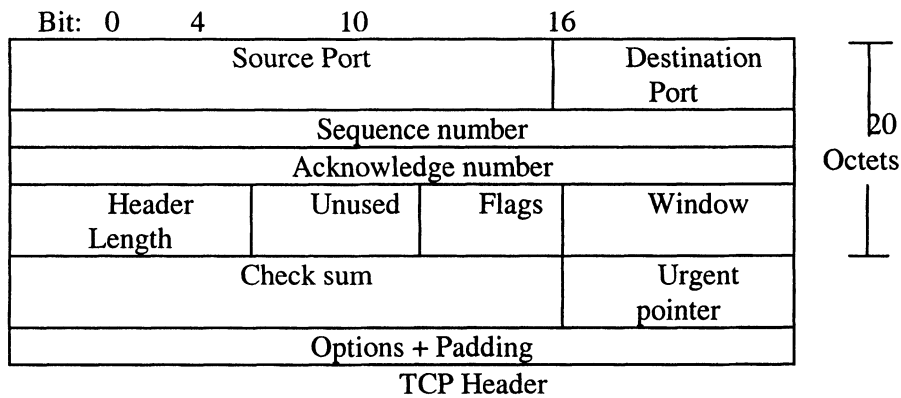 Bit: 0 4 10 16
Source Port Destination
Port
Sequence number
Acknowledge number
Header Unused Flags Window
Length
Check sum Urgent
pointer
Options + Padding
TCP Header
20
Octets